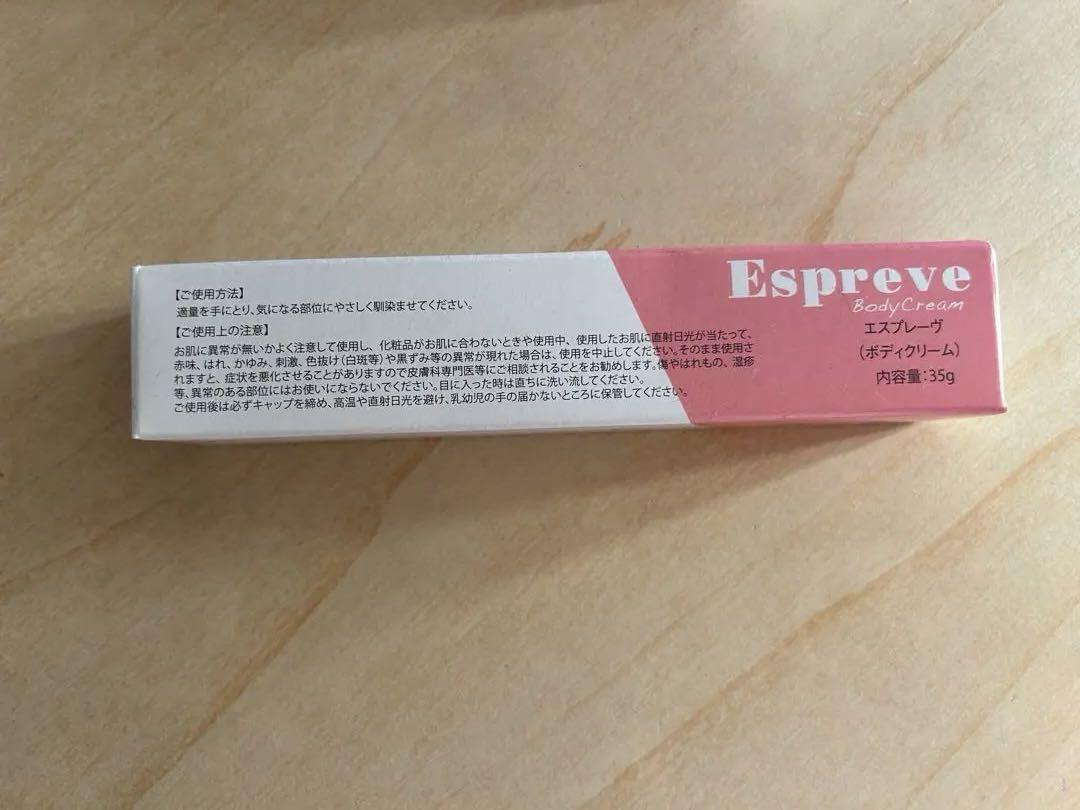 【ご使用方法】
適量を手にとり、気になる部位にやさしく馴染ませてください。
【ご使用上の注意】
お肌に異常が無いかよく注意して使用し、化粧品がお肌に合わないときや使用中、使用したお肌に直射日光が当たって、
赤味、はれ、かゆみ、刺激、色抜け(白斑等)や黒ずみ等の異常が現れた場合は、使用を中止してください。そのまま使用さ
れますと、症状を悪化させることがありますので皮膚科専門医等にご相談されることをお勧めします。傷やはれもの、湿疹
等、異常のある部位にはお使いにならないでください。目に入った時は直ちに洗い流してください。
ご使用後は必ずキャップを締め、高温や直射日光を避け、乳幼児の手の届かないところに保管してください。
Espreve
BodyCream
エスプレーヴ
(ボディクリーム)
内容量:35g